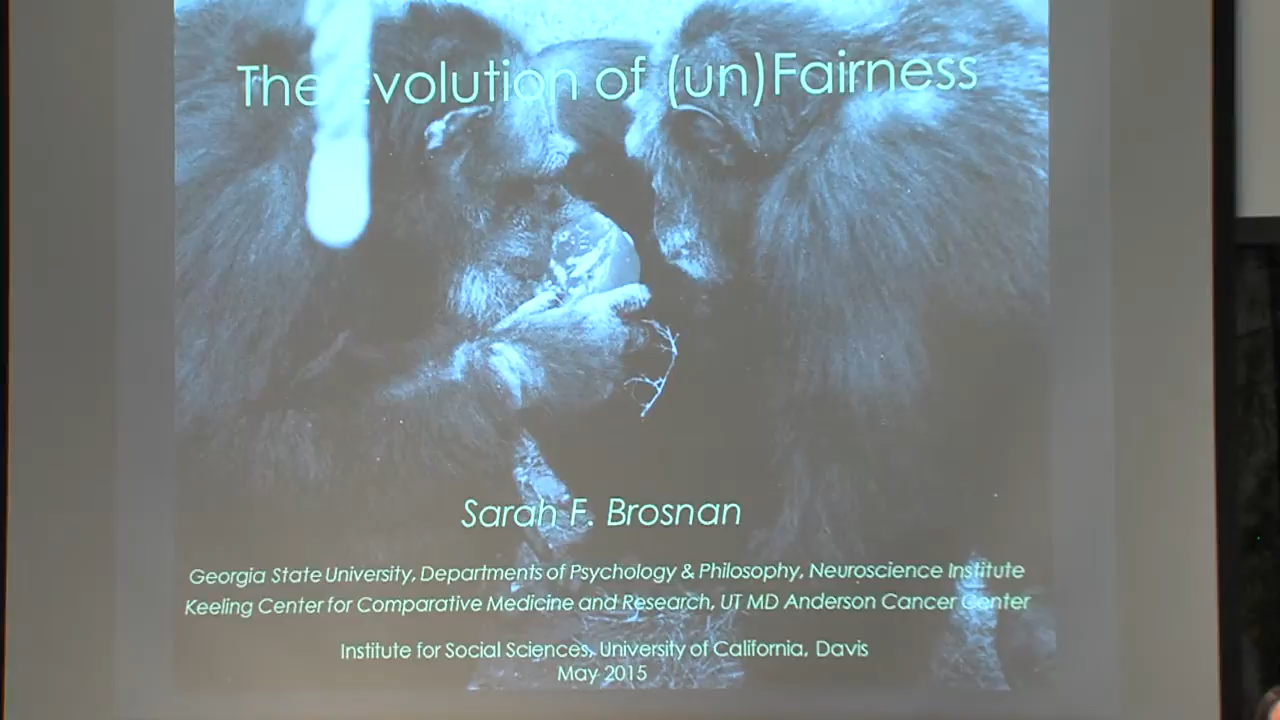 The Evolution of (un)Fairness
Sarah F. Brosnan
Georgia State University, Departments of Psychology & Philosophy, Neuroscience Institute
Keeling Center for Comparative Medicine and Research, UT MD Anderson Cancer Center
Institute for Social Sciences, University of California, Davis
May 2015